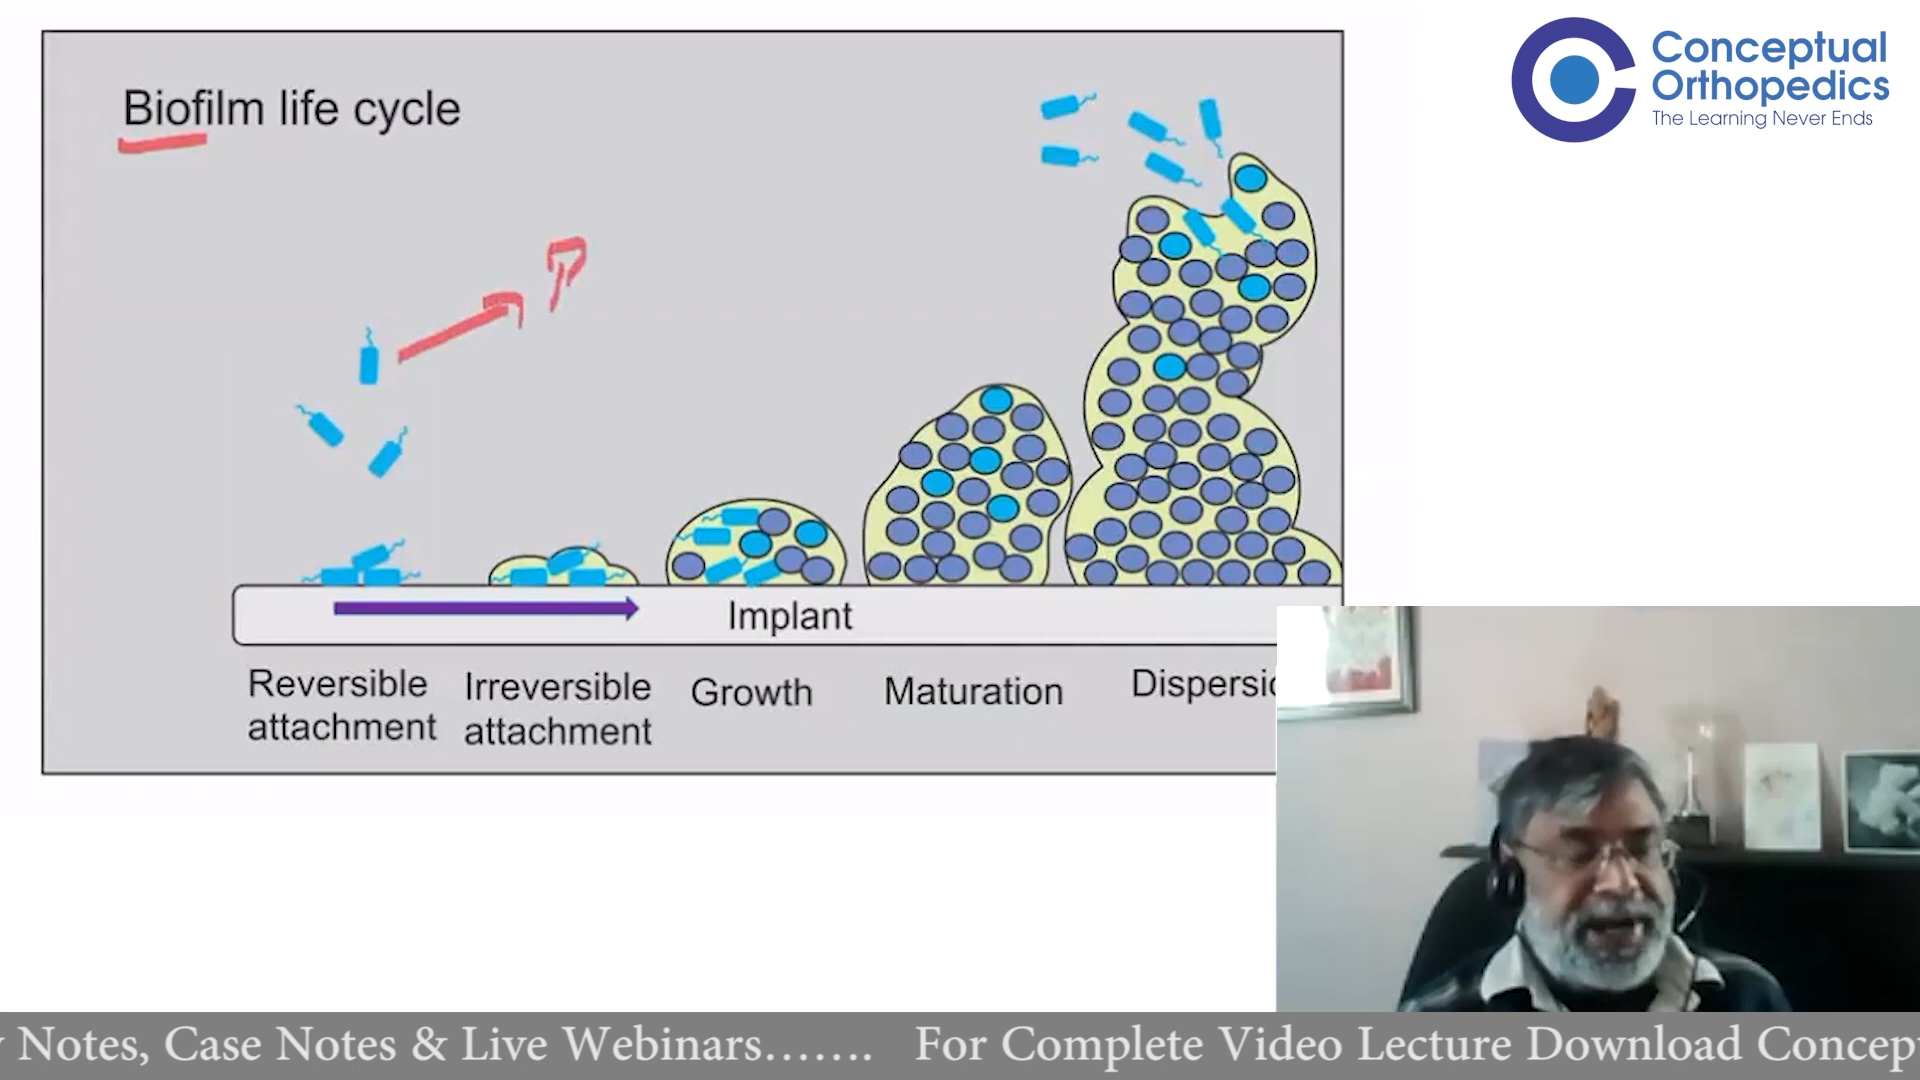 Biofilm life cycle
Conceptual
Orthopedics
The Learning Never Ends
P
Implant
Reversible
attachment
Irreversible
attachment
Growth
Maturation
Notes, Case Notes & Live Webinars....... For Complete Video Lecture Download